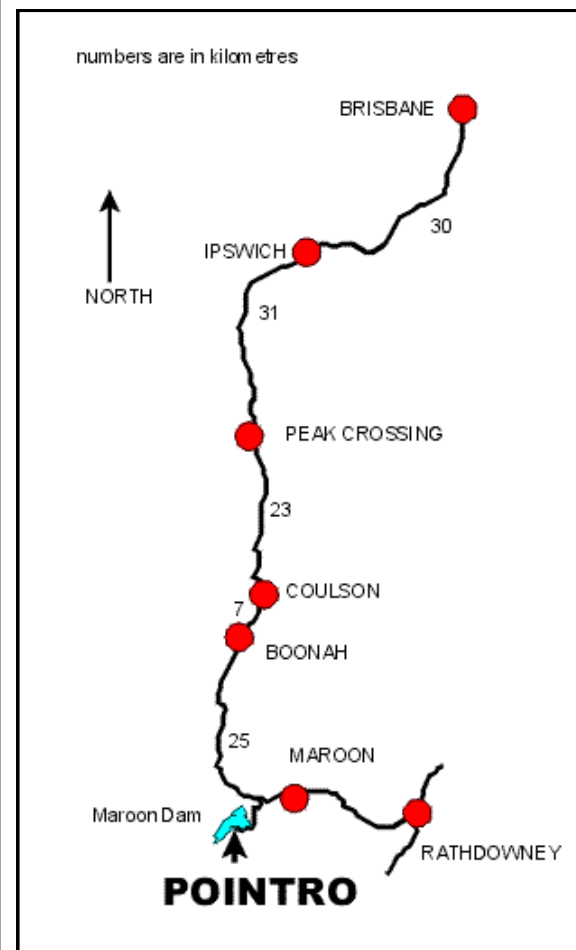 numbers are in kilometres
BRISBANE
30
IPSWICH
NORTH
31
PEAK CROSSING
23
COULSON
7
BOONAH
25
MAROON
Maroon Dam
RATHDOWNEY
POINTRO